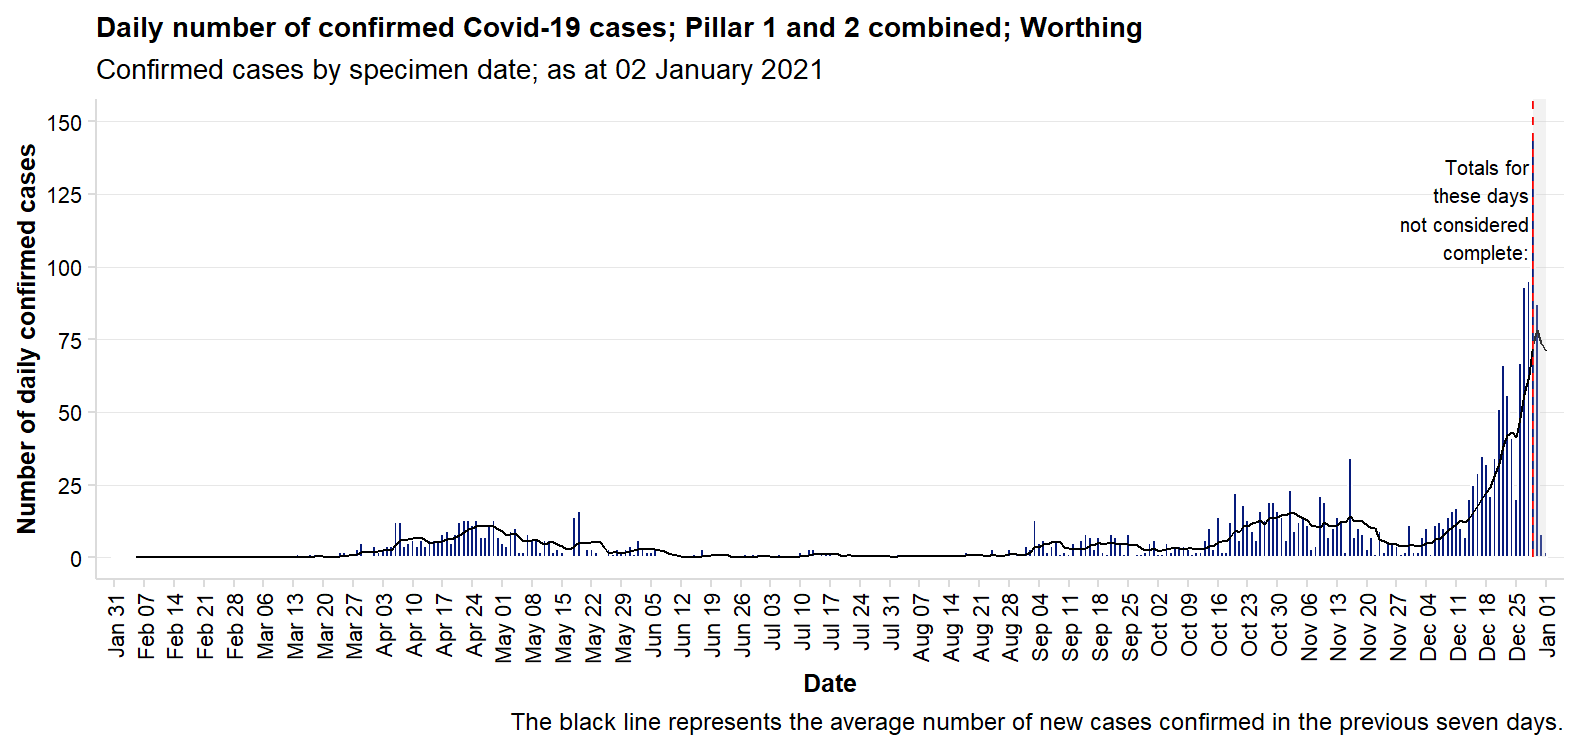 Daily number of confirmed Covid-19 cases; Pillar 1 and 2 combined; Worthing
Confirmed cases by specimen date; as at 02 January 2021
Number of daily confirmed cases
150
125
100
75
50
25
0
Totals for
these days
not considered
complete:
Jan 31
Feb 07
Feb 14
Feb 21
Feb 28
Mar 06
Mar 13
Mar 20
Mar 27
Apr 03
Apr 10
Apr 17
Apr 24
May 01
May 08
May 15
May 22
May 29
Jun 05
Jun 12
Jun 19
Jun 26
Jul 03
Jul 10
Jul 17
Jul 24
Jul 31
Aug 07
Aug 14
Aug 21
Aug 28
Sep 04
Sep 11
Sep 18
Sep 25
Oct 02
Oct 09
Oct 16
Oct 23
Oct 30
Nov 06
Nov 13
Nov 20
Nov 27
Dec 04
Dec 11
Dec 18
Dec 25
Jan 01
Date
The black line represents the average number of new cases confirmed in the previous seven days.